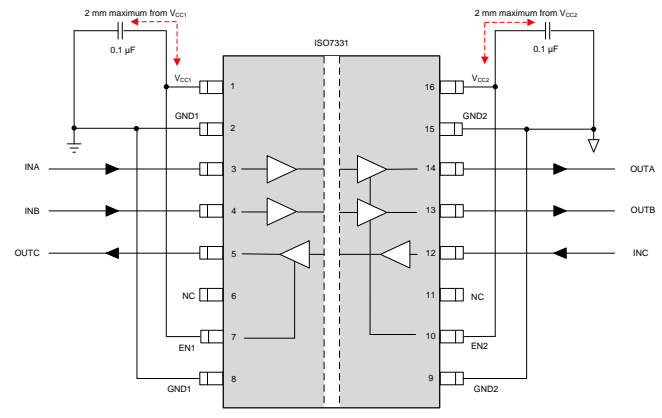 2 mm maximum from VCC1
2 mm maximum from VCC2
0.1 µF
0.1 µF
ISO7331
VCC1
VCC2
1
16
GND1
GND2
2
15
INA
3
14
OUTA
INB
4
13
OUTB
OUTC
5
12
INC
NC
6
11
NC
7
10
EN1
EN2
8
9
GND1
GND2